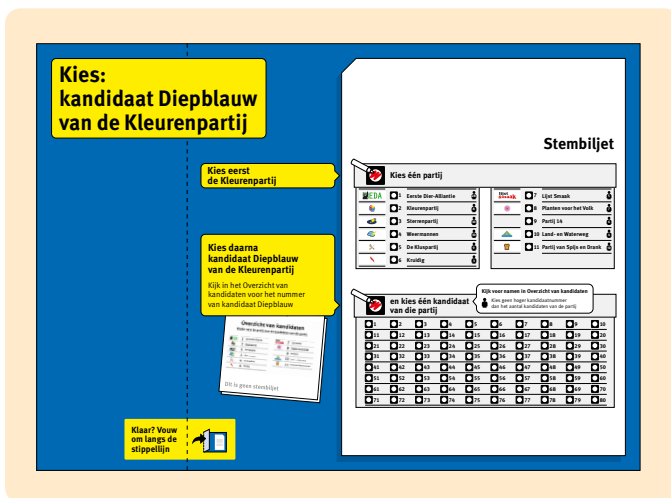 Kies:
kandidaat Diepblauw
van de Kleurenpartij
Kies eerst
de Kleurenpartij
Kies daarna
kandidaat Diepblauw
van de Kleurenpartij
Kijk in het Overzicht van
kandidaten voor het nummer
van kandidaat Diepblauw
Overzicht van kandidaten
Dit is geen stembiljet
Klaar? Vouw
om langs de
stippellijn
Stembiljet
Kies één partij
EDA 1 Eerste Dier-Alliantie
2 Kleurenpartij
3 Sterrenpartij
4 Weermannen
5 De Kluspartij
6 Kruidig
lijst smaak 7 Lijst Smaak
8 Planten voor het Volk
9 Partij 14
10 Land- en Waterweg
11 Partij van Spijs en Drank
en kies één kandidaat
van die partij
Kijk voor namen in Overzicht van kandidaten
Kies geen hoger kandidaatnummer
dan het aantal kandidaten van de partij
1 2 3 4 5 6 7 8 9 10
11 12 13 14 15 16 17 18 19 20
21 22 23 24 25 26 27 28 29 30
31 32 33 34 35 36 37 38 39 40
41 42 43 44 45 46 47 48 49 50
51 52 53 54 55 56 57 58 59 60
61 62 63 64 65 66 67 68 69 70
71 72 73 74 75 76 77 78 79 80